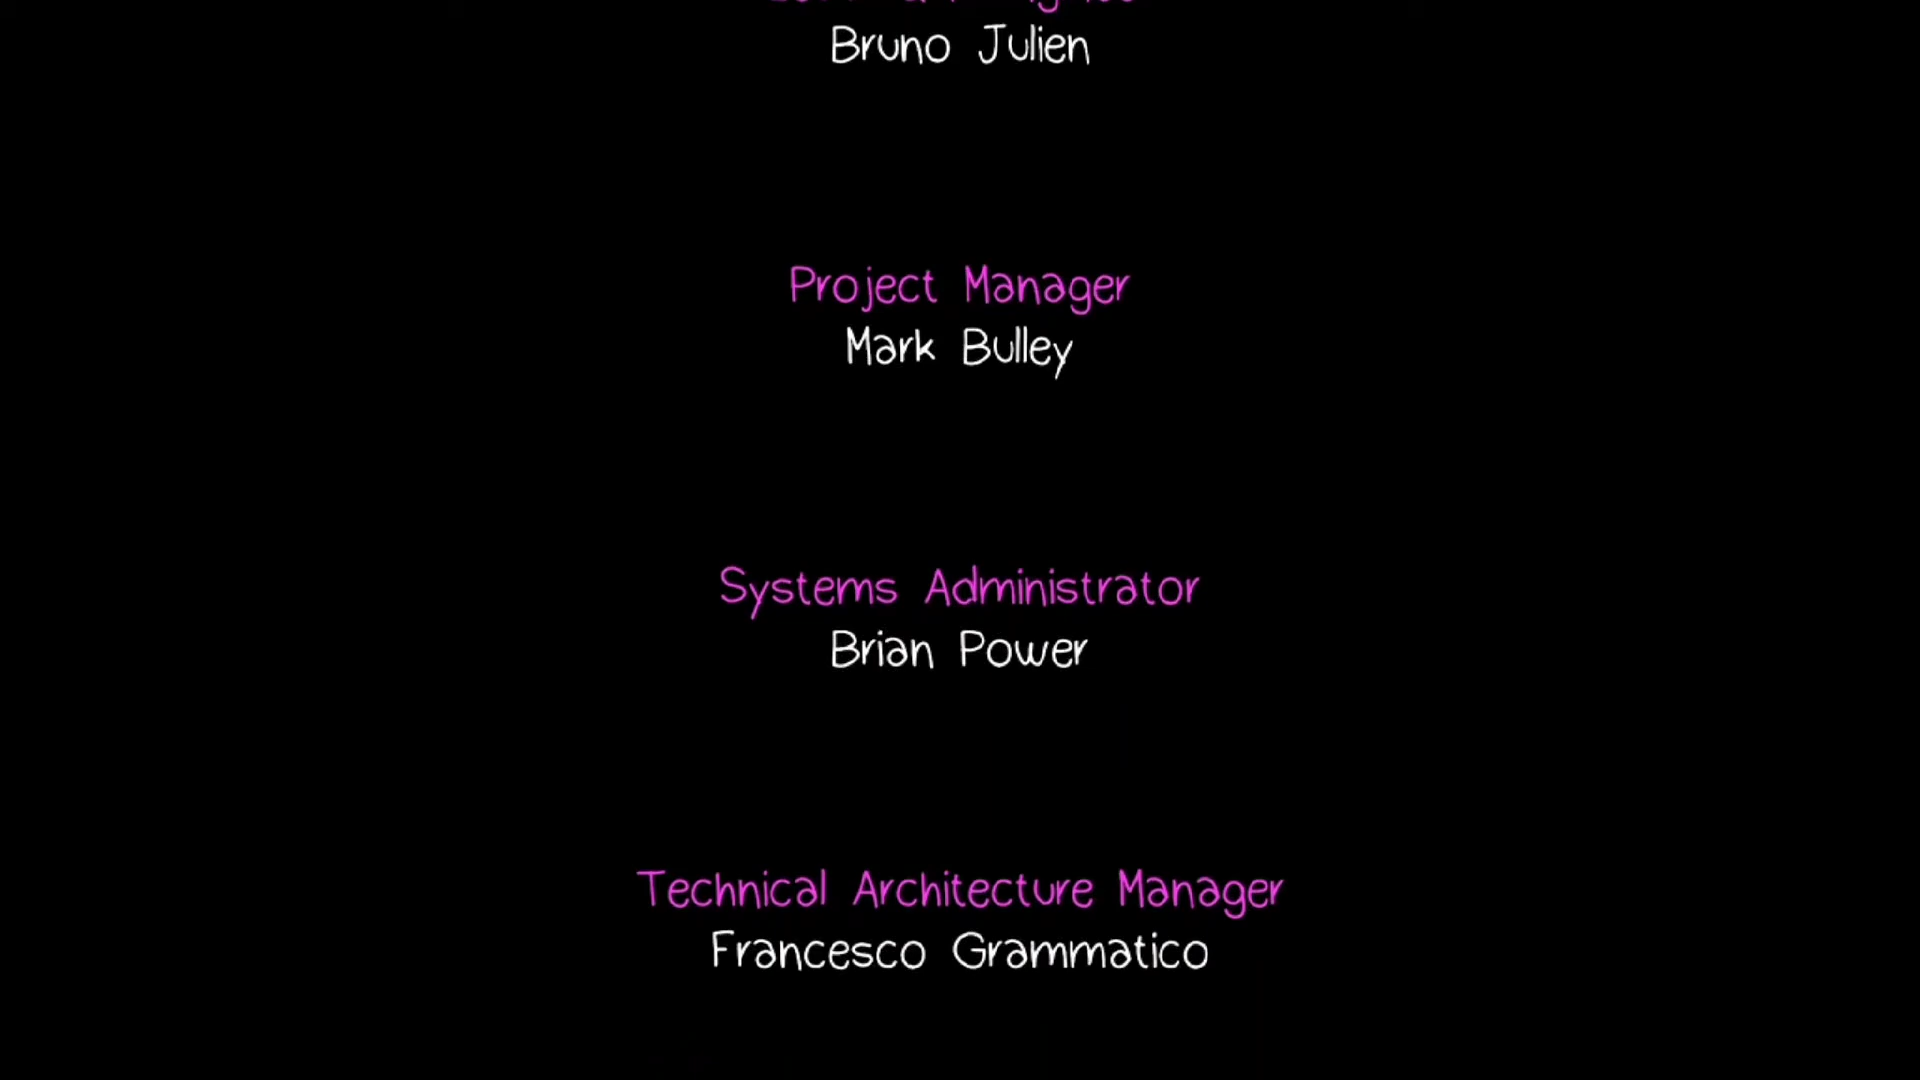 Bruno Julien
Project Manager
Mark Bulley
Systems Administrator
Brian Power
Technical Architecture Manager
Francesco Grammatico